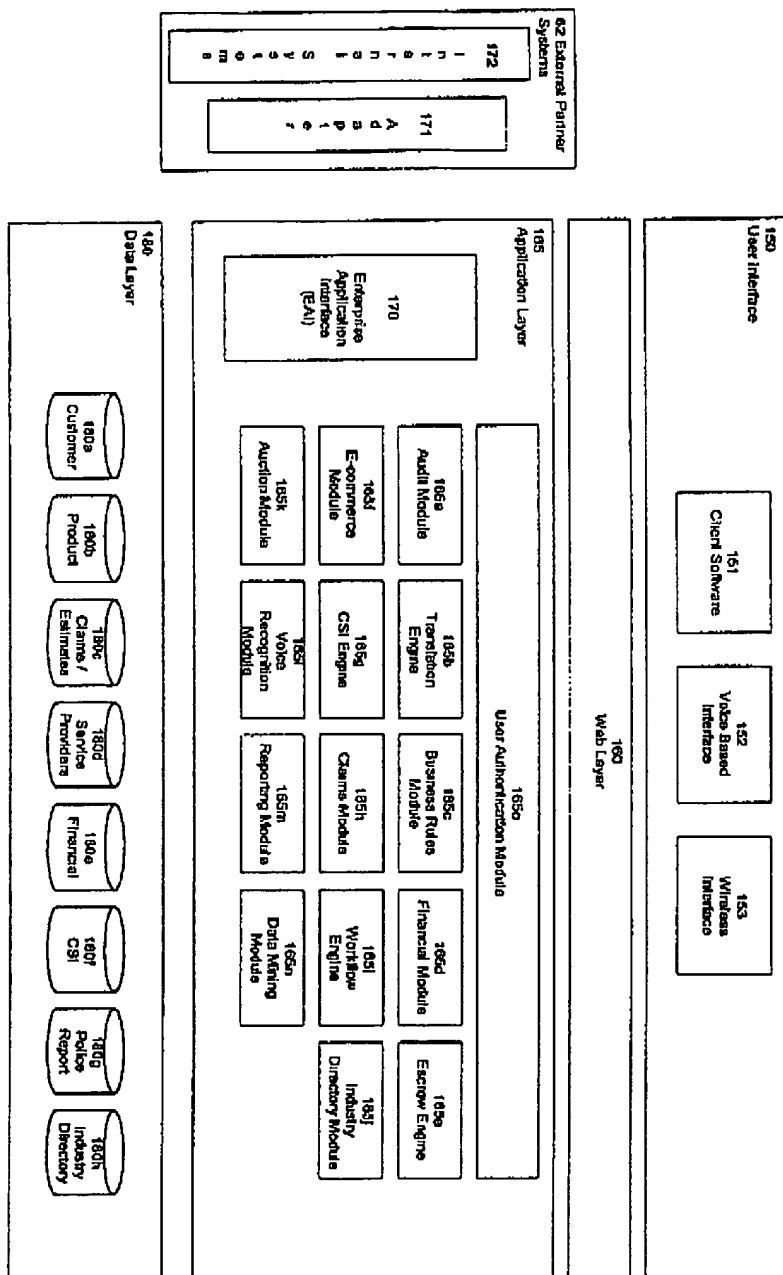 150
User Interface
151
Client Software
152
Voice Based
Interface
153
Wireless
Interface
160
Web Layer
165
Application Layer
165o
User Authentication Module
170
Enterprise
Application
Interface
(EAI)
165a
Audit Module
165b
Translation
Engine
165c
Business Rules
Module
165d
Financial Module
165e
Escrow Engine
165f
E-commerce
Module
165g
CSI Engine
165h
Claims Module
165i
Workflow
Engine
165j
Industry
Directory Module
165k
Auction Module
165l
Voice
Recognition
Module
165m
Reporting Module
165n
Data Mining
Module
62 External Partner
Systems
172
Internal Systems
171
Adapter
180
Data Layer
180a
Customer
180b
Product
180c
Claims /
Estimates
180d
Service
Providers
180e
Financial
180f
CSI
180g
Police
Report
180h
Industry
Directory